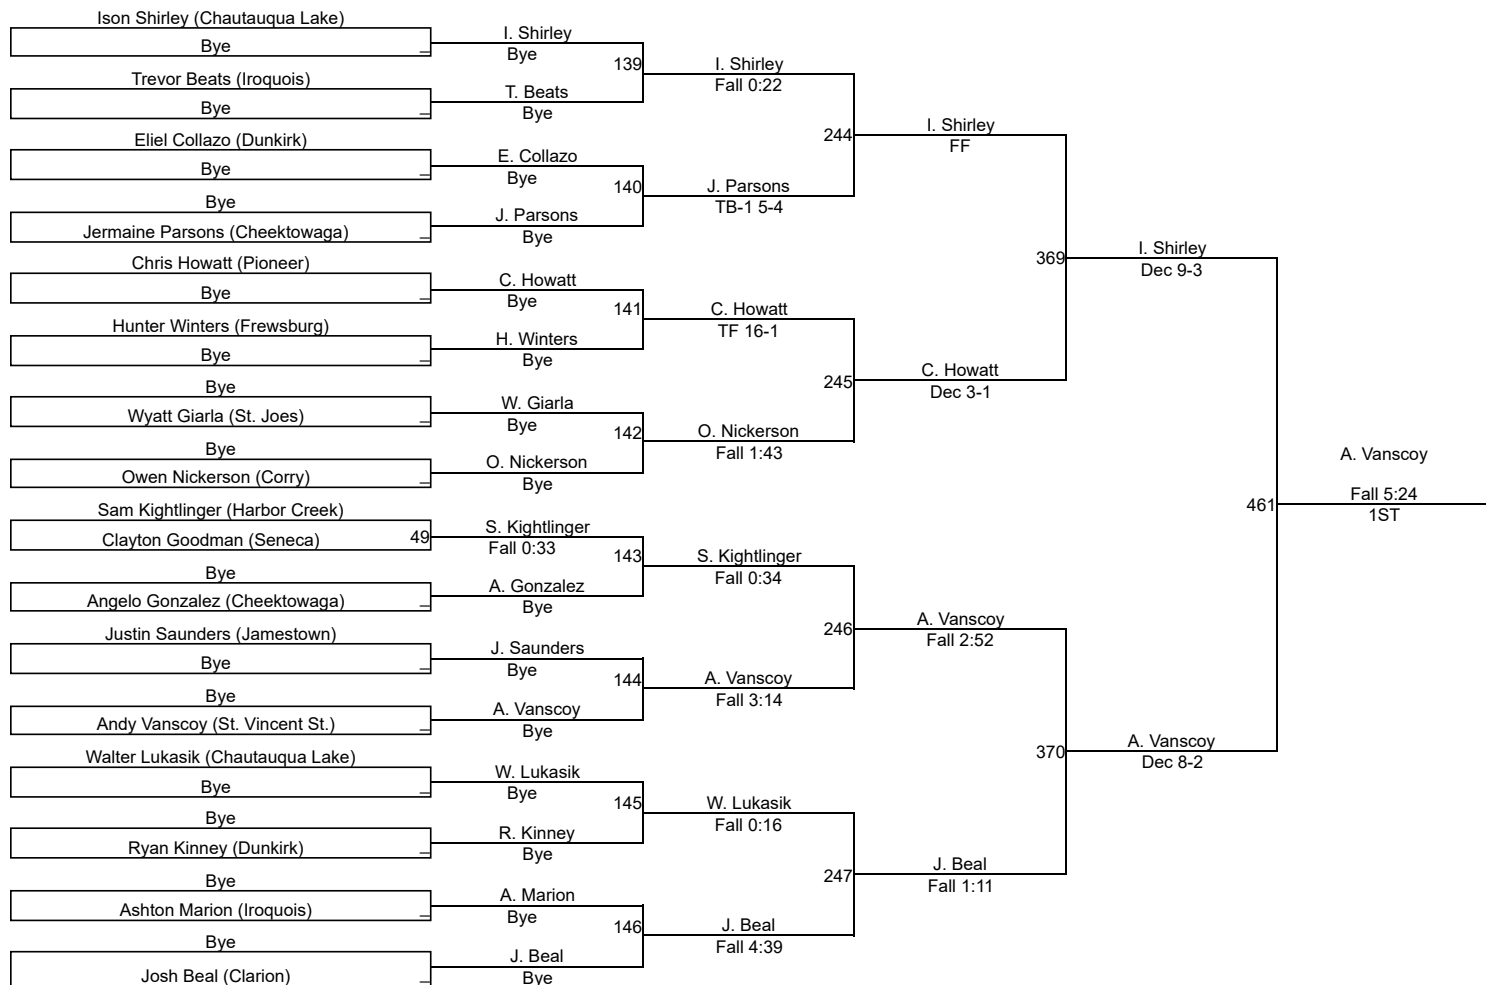 Ison Shirley (Chautauqua Lake)
Bye
Trevor Beats (Iroquois)
Bye
Eliel Collazo (Dunkirk)
Bye
Bye
Jermaine Parsons (Cheektowaga)
Chris Howatt (Pioneer)
Bye
Hunter Winters (Frewsburg)
Bye
Bye
Wyatt Giarla (St. Joes)
Bye
Owen Nickerson (Corry)
Sam Kightlinger (Harbor Creek)
Clayton Goodman (Seneca)
49
Bye
Angelo Gonzalez (Cheektowaga)
Justin Saunders (Jamestown)
Bye
Bye
Andy Vanscoy (St. Vincent St.)
Walter Lukasik (Chautauqua Lake)
Bye
Bye
Ryan Kinney (Dunkirk)
Bye
Ashton Marion (Iroquois)
Bye
Josh Beal (Clarion)
I. Shirley
Bye
139
T. Beats
Bye
E. Collazo
Bye
140
J. Parsons
Bye
C. Howatt
Bye
141
H. Winters
Bye
W. Giarla
Bye
142
O. Nickerson
Bye
S. Kightlinger
Fall 0:33
143
A. Gonzalez
Bye
J. Saunders
Bye
144
A. Vanscoy
Bye
W. Lukasik
Bye
145
R. Kinney
Bye
A. Marion
Bye
146
J. Beal
Bye
I. Shirley
Fall 0:22
244
J. Parsons
TB-1 5-4
C. Howatt
TF 16-1
245
O. Nickerson
Fall 1:43
S. Kightlinger
Fall 0:34
246
A. Vanscoy
Fall 3:14
W. Lukasik
Fall 0:16
247
J. Beal
Fall 4:39
I. Shirley
FF
369
C. Howatt
Dec 3-1
A. Vanscoy
Fall 2:52
370
J. Beal
Fall 1:11
I. Shirley
Dec 9-3
461
A. Vanscoy
Dec 8-2
A. Vanscoy
Fall 5:24
1ST